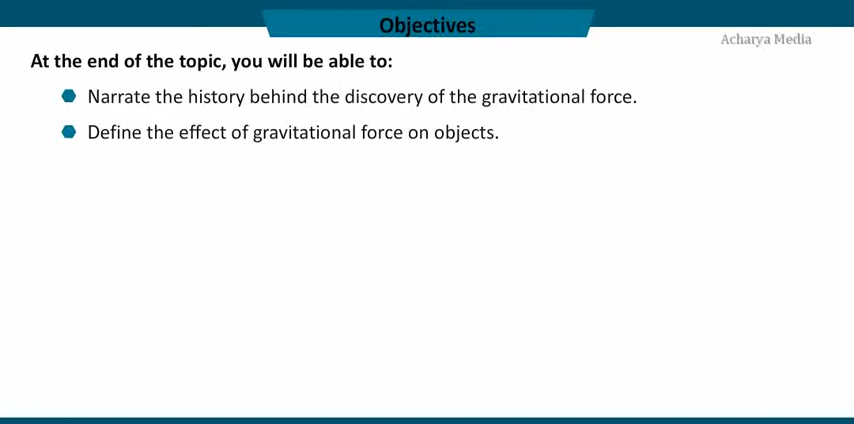 Objectives
Acharya Media
At the end of the topic, you will be able to:
Narrate the history behind the discovery of the gravitational force.
Define the effect of gravitational force on objects.